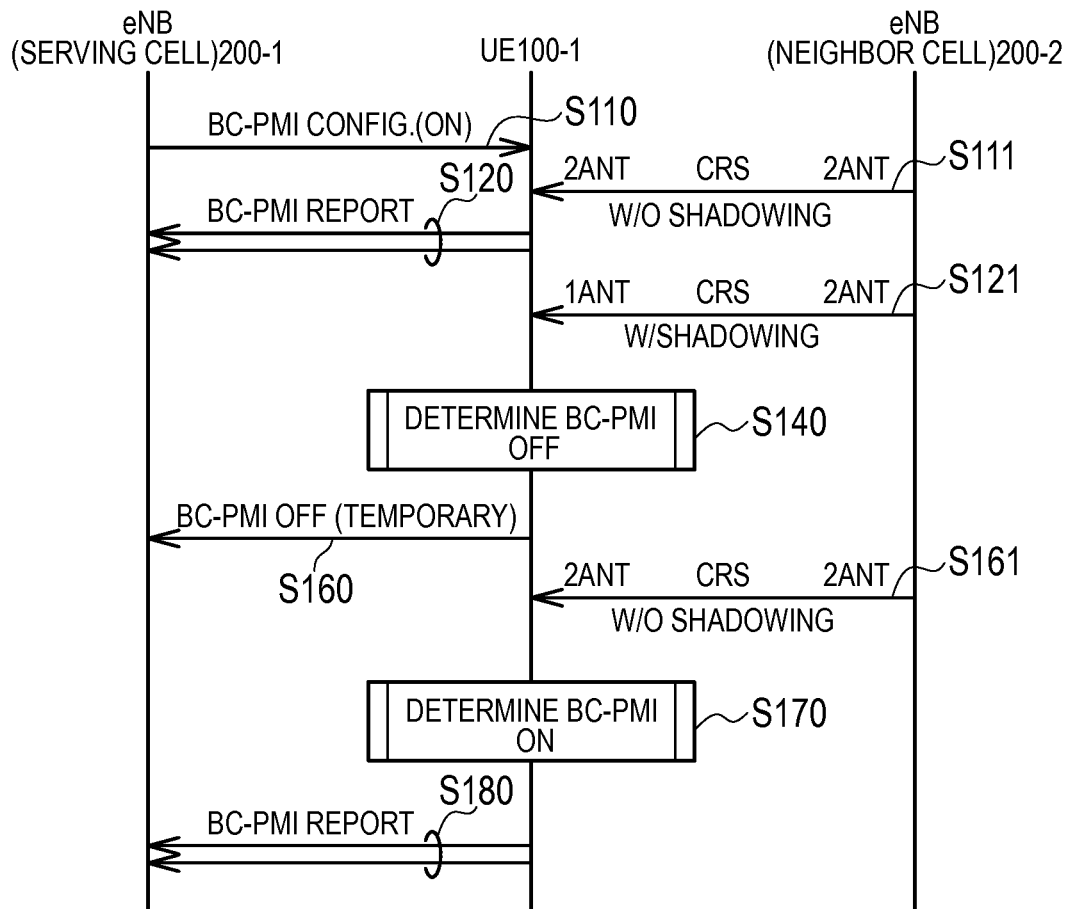 eNB
(SERVING CELL)200-1
UE100-1
eNB
(NEIGHBOR CELL)200-2
BC-PMI CONFIG.(ON)
S110
2ANT CRS 2ANT
S111
W/O SHADOWING
S120
BC-PMI REPORT
1ANT CRS 2ANT
S121
W/SHADOWING
DETERMINE BC-PMI
OFF
S140
BC-PMI OFF (TEMPORARY)
S160
2ANT CRS 2ANT
S161
W/O SHADOWING
DETERMINE BC-PMI
ON
S170
S180
BC-PMI REPORT